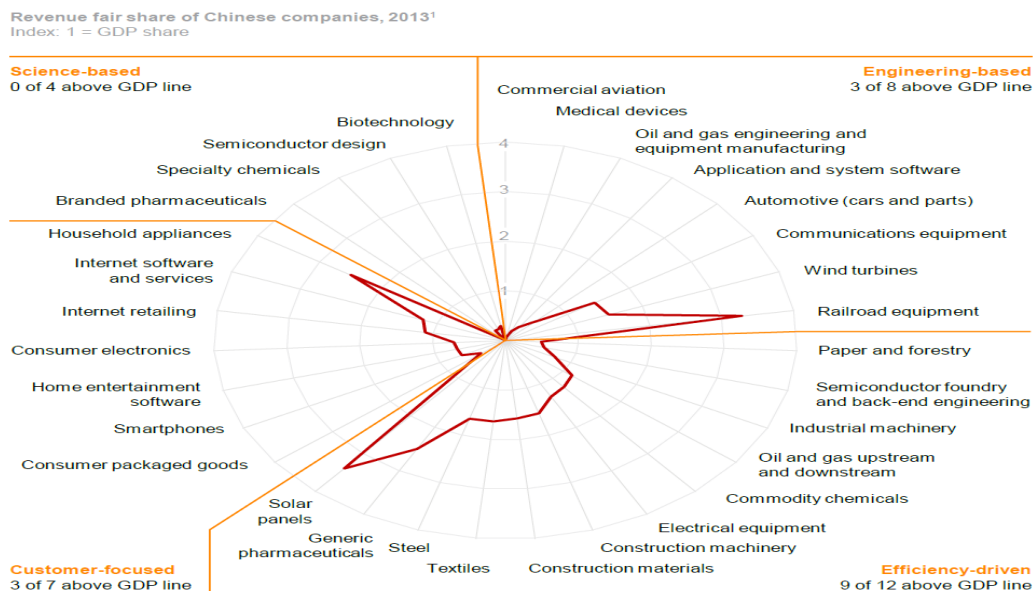 Revenue fair share of Chinese companies, 2013¹
Index: 1 = GDP share
Science-based
0 of 4 above GDP line
Engineering-based
3 of 8 above GDP line
Commercial aviation
Medical devices
Oil and gas engineering and
equipment manufacturing
Application and system software
Automotive (cars and parts)
Communications equipment
Wind turbines
Railroad equipment
Paper and forestry
Semiconductor foundry
and back-end engineering
Industrial machinery
Oil and gas upstream
and downstream
Commodity chemicals
Electrical equipment
Construction machinery
Construction materials
Textiles
Steel
Generic
pharmaceuticals
Solar
panels
Consumer packaged goods
Smartphones
Home entertainment
software
Consumer electronics
Internet retailing
Internet software
and services
Household appliances
Branded pharmaceuticals
Specialty chemicals
Semiconductor design
Biotechnology
4
3
2
1
Customer-focused
3 of 7 above GDP line
Efficiency-driven
9 of 12 above GDP line